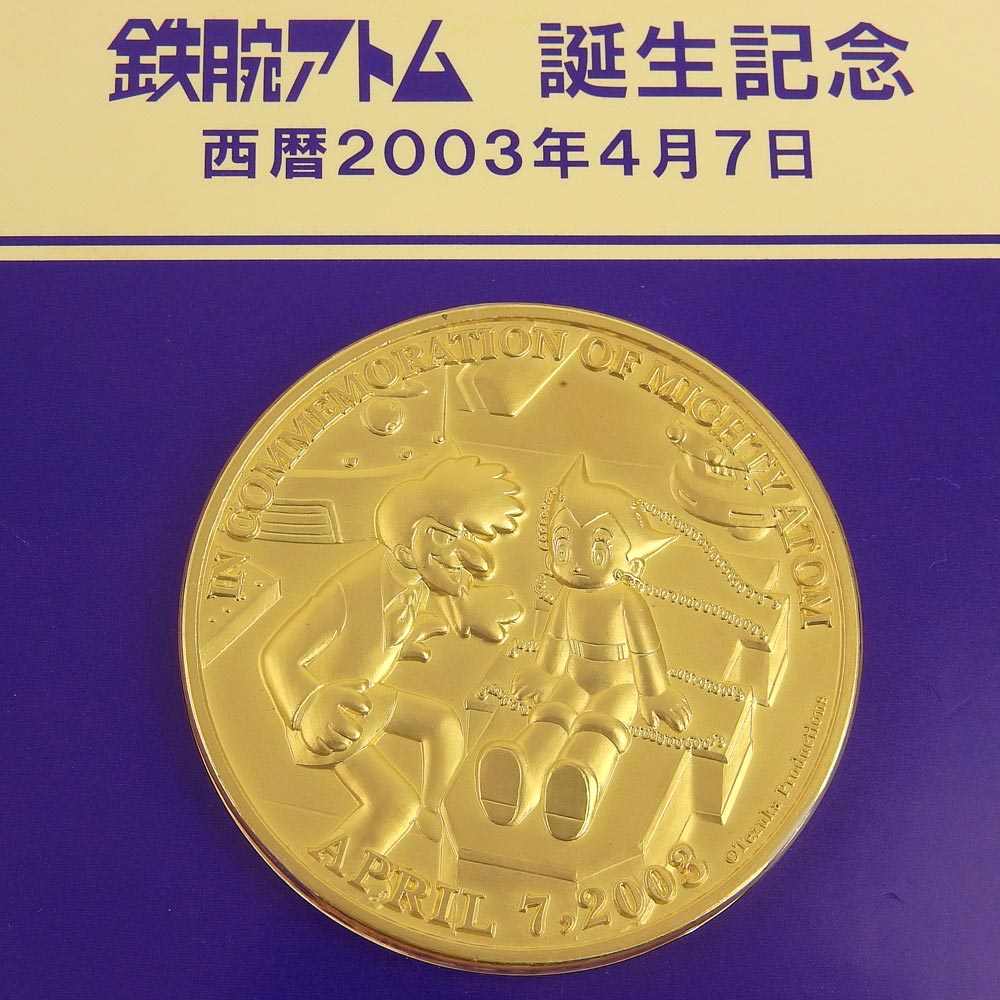 鉄腕アトム 誕生記念
西暦2003年4月7日
IN COMMEMORATION OF MIGHTY ATOM
©Tezuka Productions
APRIL 7,2003